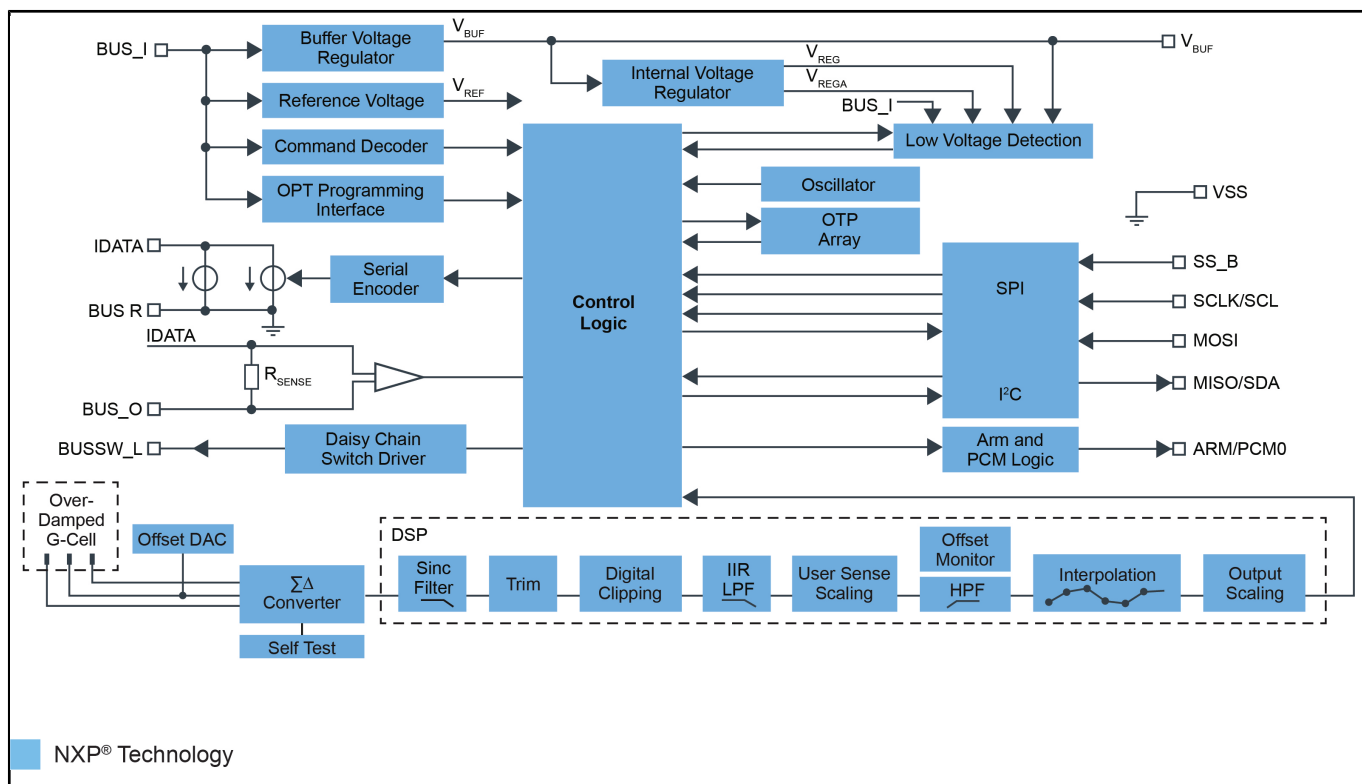 BUS_I
Buffer Voltage
Regulator
VBUF
VBUF
Internal Voltage
Regulator
VREG
VREGA
BUS_I
Reference Voltage
VREF
Command Decoder
Low Voltage Detection
OPT Programming
Interface
Oscillator
OTP
Array
VSS
IDATA
BUS R
Serial
Encoder
Control
Logic
SPI
I²C
SS_B
SCLK/SCL
MOSI
MISO/SDA
IDATA
RSENSE
BUS_O
BUSSW_L
Daisy Chain
Switch Driver
Arm and
PCM Logic
ARM/PCM0
Over-
Damped
G-Cell
Offset DAC
ΣΔ
Converter
Self Test
DSP
Sinc
Filter
Trim
Digital
Clipping
IIR
LPF
User Sense
Scaling
Offset
Monitor
HPF
Interpolation
Output
Scaling
NXP® Technology